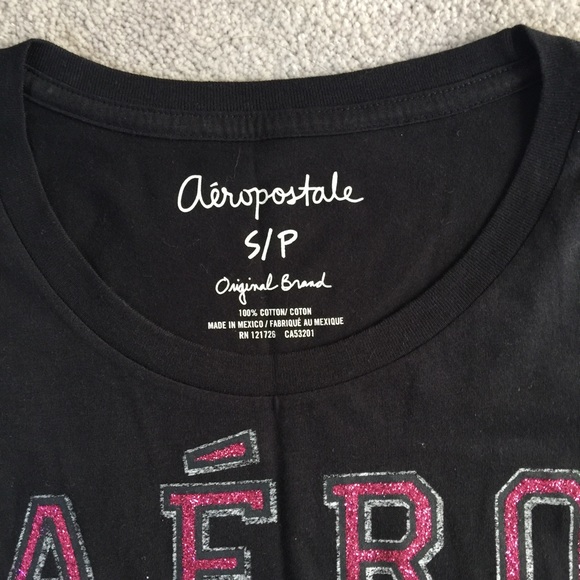 aéropostale
S/P
Original Brand
100% COTTON/ COTON
MADE IN MEXICO / FABRIQUÉ AU MEXIQUE
RN 121726 CA53201
AÉRO